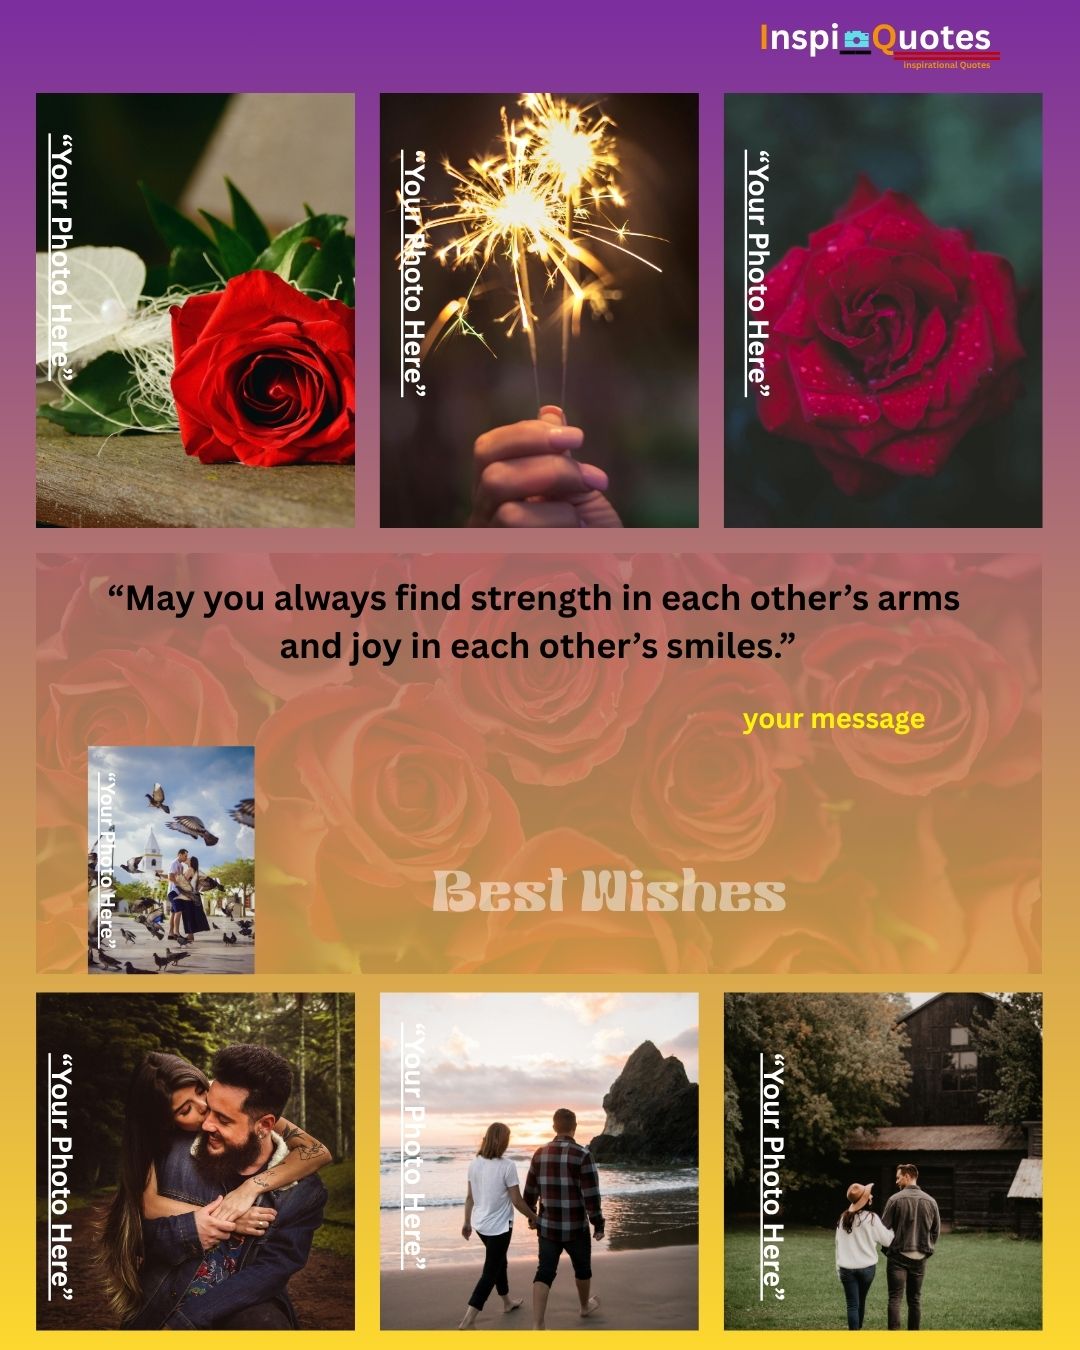 InspiQuotes
inspirational Quotes
“Your Photo Here”
“Your Photo Here”
“Your Photo Here”
“May you always find strength in each other’s arms
and joy in each other’s smiles.”
your message
“Your Photo Here”
Best Wishes
“Your Photo Here”
“Your Photo Here”
“Your Photo Here”